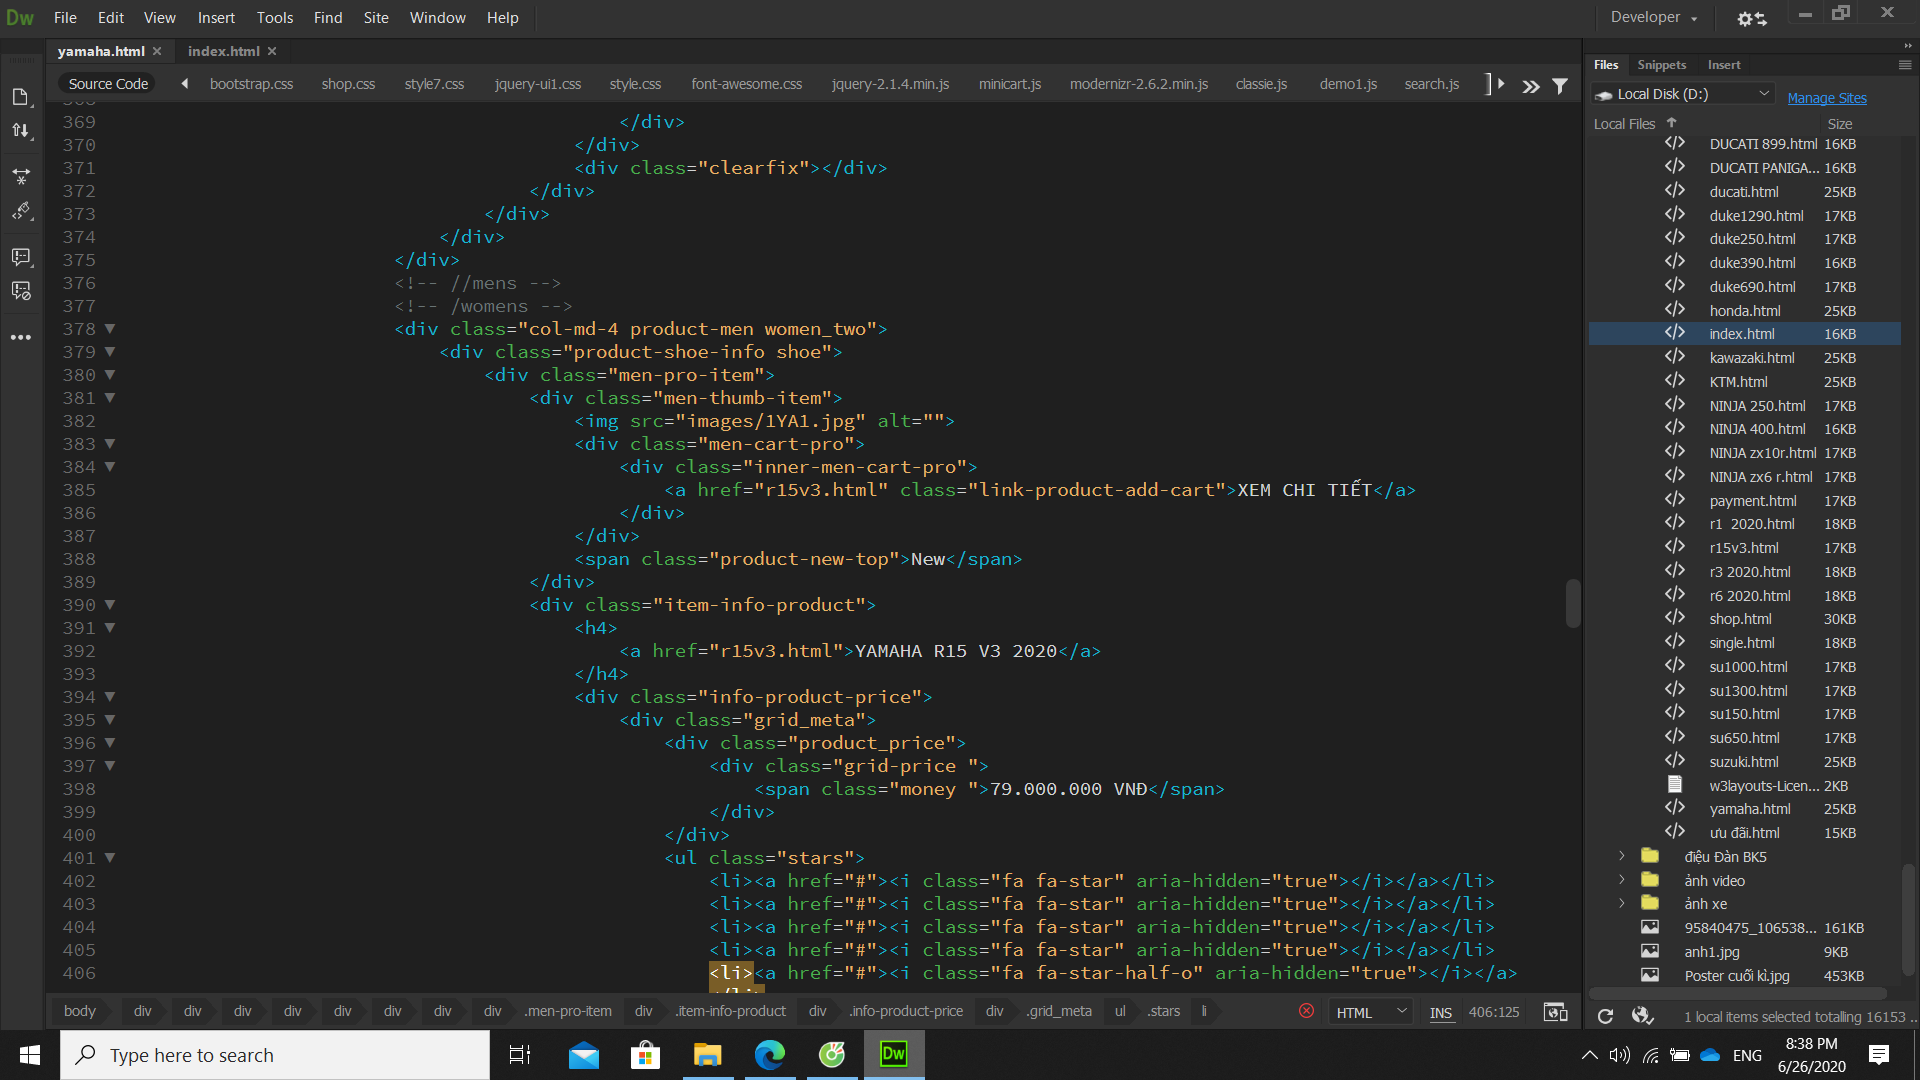 Dw File Edit View Insert Tools Find Site Window Help Developer
yamaha.html index.html
Source Code bootstrap.css shop.css style7.css jquery-ui1.css style.css font-awesome.css jquery-2.1.4.min.js minicart.js modernizr-2.6.2.min.js classie.js demo1.js search.js
369 </div>
370 </div>
371 <div class="clearfix"></div>
372 </div>
373 </div>
374 </div>
375 </div>
376 <!-- //mens -->
377 <!-- /womens -->
378 <div class="col-md-4 product-men women_two">
379 <div class="product-shoe-info shoe">
380 <div class="men-pro-item">
381 <div class="men-thumb-item">
382 <img src="images/1YA1.jpg" alt="">
383 <div class="men-cart-pro">
384 <div class="inner-men-cart-pro">
385 <a href="r15v3.html" class="link-product-add-cart">XEM CHI TIẾT</a>
386 </div>
387 </div>
388 <span class="product-new-top">New</span>
389 </div>
390 <div class="item-info-product">
391 <h4>
392 <a href="r15v3.html">YAMAHA R15 V3 2020</a>
393 </h4>
394 <div class="info-product-price">
395 <div class="grid_meta">
396 <div class="product_price">
397 <div class="grid-price ">
398 <span class="money ">79.000.000 VNĐ</span>
399 </div>
400 </div>
401 <ul class="stars">
402 <li><a href="#"><i class="fa fa-star" aria-hidden="true"></i></a></li>
403 <li><a href="#"><i class="fa fa-star" aria-hidden="true"></i></a></li>
404 <li><a href="#"><i class="fa fa-star" aria-hidden="true"></i></a></li>
405 <li><a href="#"><i class="fa fa-star" aria-hidden="true"></i></a></li>
406 <li><a href="#"><i class="fa fa-star-half-o" aria-hidden="true"></i></a>
body div div div div div div div div .men-pro-item div .item-info-product div .info-product-price div .grid_meta ul .stars li HTML INS 406:125
Files Snippets Insert
Local Disk (D:) Manage Sites
Local Files Size
DUCATI 899.html 16KB
DUCATI PANIGA... 16KB
ducati.html 25KB
duke1290.html 17KB
duke250.html 17KB
duke390.html 16KB
duke690.html 17KB
honda.html 25KB
index.html 16KB
kawazaki.html 25KB
KTM.html 25KB
NINJA 250.html 17KB
NINJA 400.html 16KB
NINJA zx10r.html 17KB
NINJA zx6 r.html 17KB
payment.html 17KB
r1 2020.html 18KB
r15v3.html 17KB
r3 2020.html 18KB
r6 2020.html 18KB
shop.html 30KB
single.html 18KB
su1000.html 17KB
su1300.html 17KB
su150.html 17KB
su650.html 17KB
suzuki.html 25KB
w3layouts-Licen... 2KB
yamaha.html 25KB
ưu đãi.html 15KB
điệu Đàn BK5
ảnh video
ảnh xe
95840475_106538... 161KB
anh1.jpg 9KB
Poster cuối kì.jpg 453KB
1 local items selected totalling 16153 ..
Type here to search
Dw
ENG
8:38 PM
6/26/2020